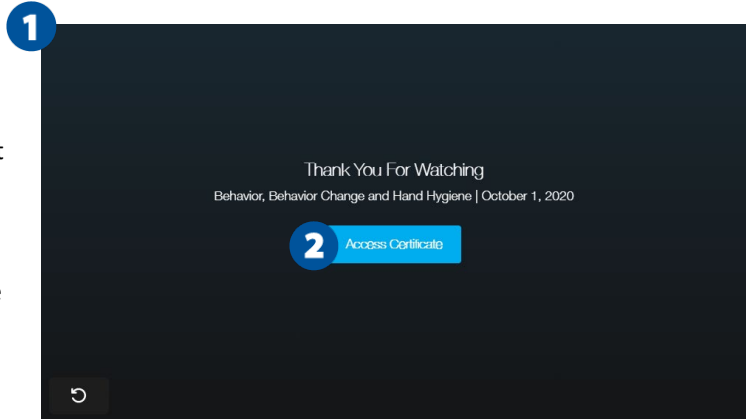 1
Thank You For Watching
Behavior, Behavior Change and Hand Hygiene | October 1, 2020
2 Access Certificate